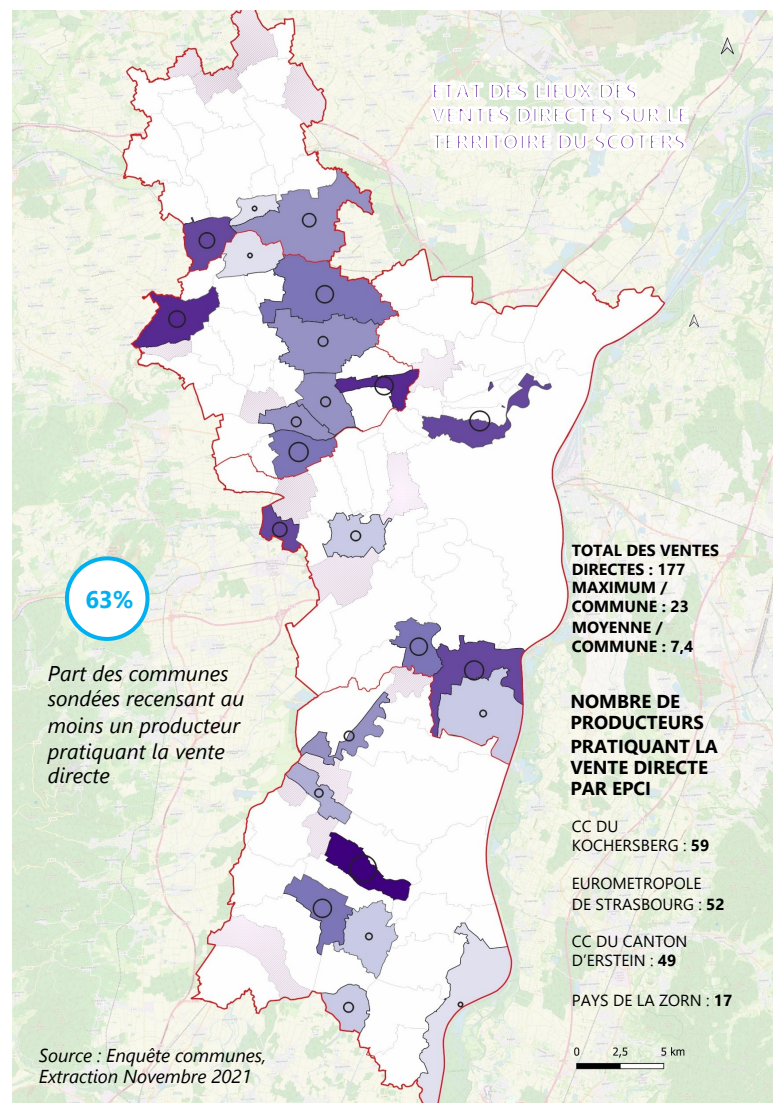 ETAT DES LIEUX DES
VENTES DIRECTES SUR LE
TERRITOIRE DU SCOTERS
63%
Part des communes
sondées recensant au
moins un producteur
pratiquant la vente
directe
TOTAL DES VENTES
DIRECTES : 177
MAXIMUM /
COMMUNE : 23
MOYENNE /
COMMUNE : 7,4
NOMBRE DE
PRODUCTEURS
PRATIQUANT LA
VENTE DIRECTE
PAR EPCI
CC DU
KOCHERSBERG : 59
EUROMETROPOLE
DE STRASBOURG : 52
CC DU CANTON
D'ERSTEIN : 49
PAYS DE LA ZORN : 17
0 2,5 5 km
Source : Enquête communes,
Extraction Novembre 2021